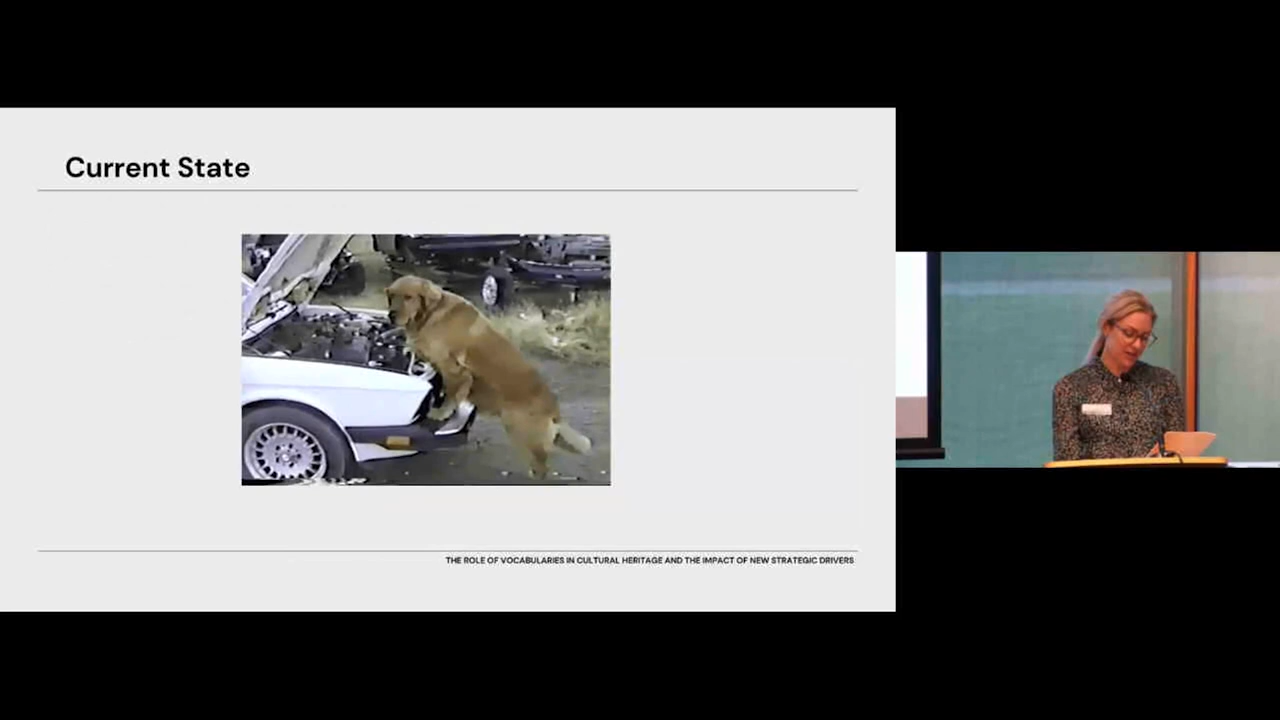 Current State
THE ROLE OF VOCABULARIES IN CULTURAL HERITAGE AND THE IMPACT OF NEW STRATEGIC DRIVERS